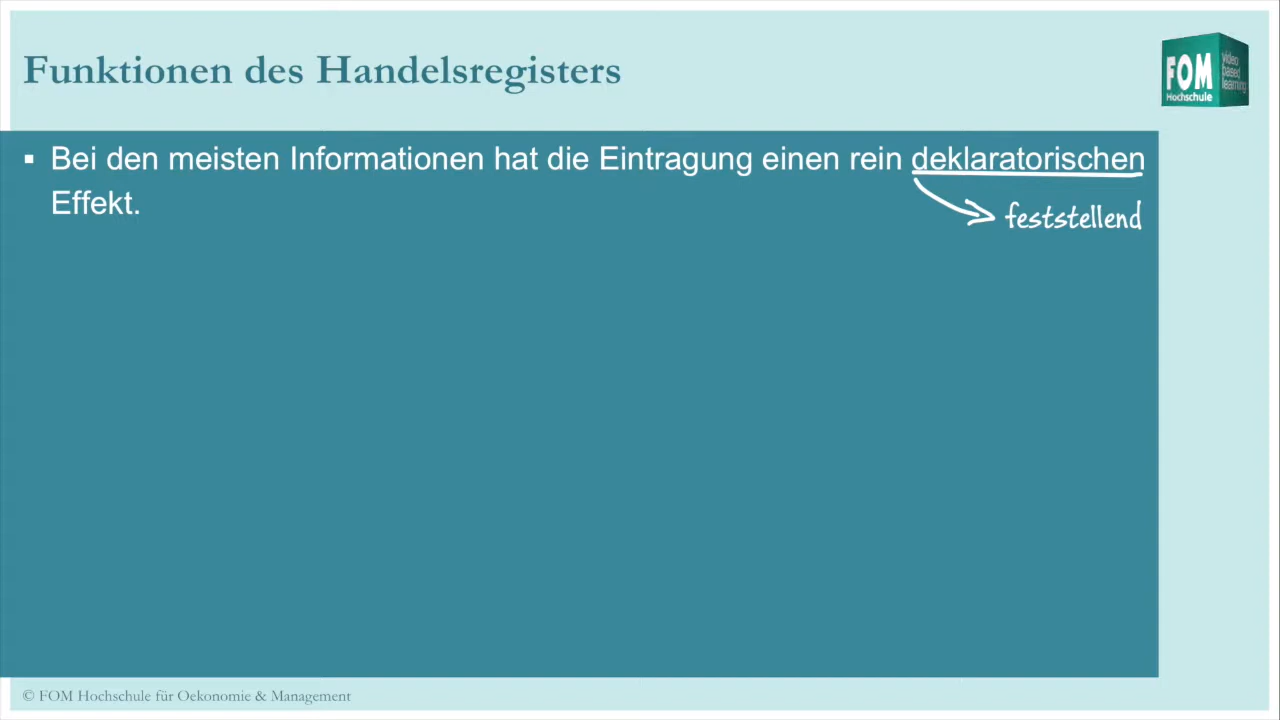 Funktionen des Handelsregisters
FOM
Hochschule
video
based
learning
▪ Bei den meisten Informationen hat die Eintragung einen rein deklaratorischen
Effekt.
feststellend
© FOM Hochschule für Oekonomie & Management